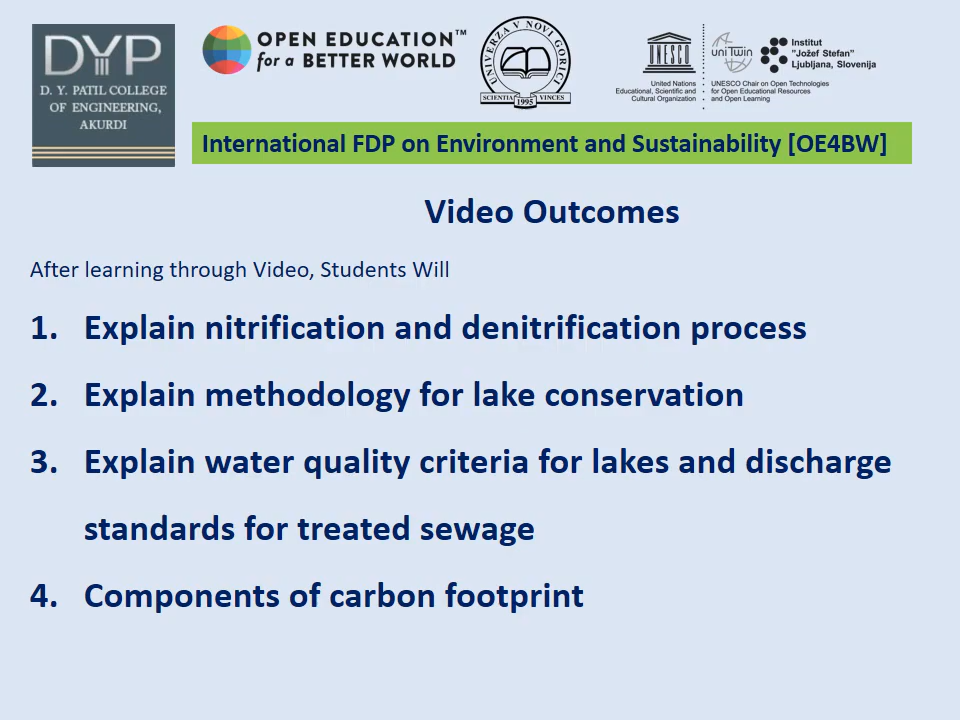 DYP
D. Y. PATIL COLLEGE
OF ENGINEERING,
AKURDI
OPEN EDUCATION™
for a BETTER WORLD
UNIVERZA V NOVI GORICI
SCIENTIA VINCES
1995
UNESCO
United Nations
Educational, Scientific and
Cultural Organization
uniTwin
Institut
"Jožef Stefan"
Ljubljana, Slovenija
UNESCO Chair on Open Technologies
for Open Educational Resources
and Open Learning
International FDP on Environment and Sustainability [OE4BW]
Video Outcomes
After learning through Video, Students Will
1. Explain nitrification and denitrification process
2. Explain methodology for lake conservation
3. Explain water quality criteria for lakes and discharge
standards for treated sewage
4. Components of carbon footprint